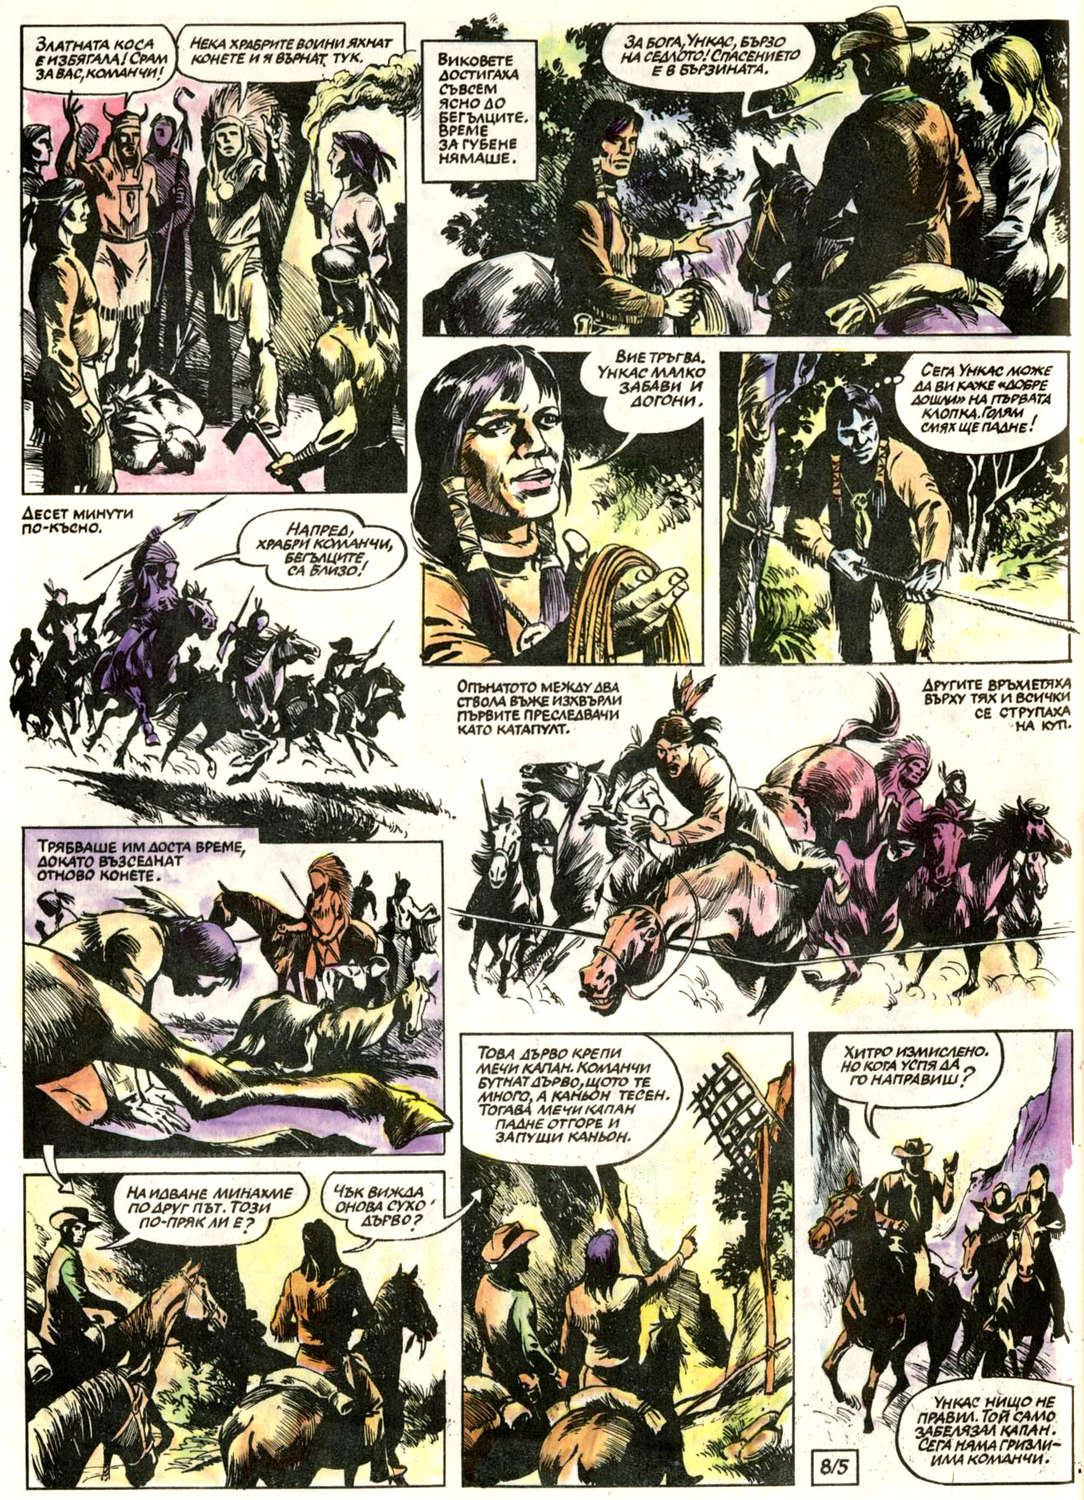 ЗЛАТНАТА КОСА
Е ИЗБЯГАЛА! СРАМ
ЗА ВАС, КОМАНЧИ!
НЕКА ХРАБРИТЕ ВОИНИ ЯХНАТ
КОНЕТЕ И Я ВЪРНАТ ТУК.
ВИКОВЕТЕ
ДОСТИГАХА
СЪВСЕМ
ЯСНО ДО
БЕГЪЛЦИТЕ.
ВРЕМЕ
ЗА ГУБЕНЕ
НЯМАШЕ.
ЗА БОГА, УНКАС, БЪРЗО
НА СЕДЛОТО! СПАСЕНИЕТО
Е В БЪРЗИНАТА.
ВИЕ ТРЪГВА.
УНКАС МАЛКО
ЗАБАВИ И
ДОГОНИ.
СЕГА УНКАС МОЖЕ
ДА ВИ КАЖЕ «ДОБРЕ
ДОШЛИ» НА ПЪРВАТА
КЛОПКА. ГОЛЯМ
СМЯХ ЩЕ ПАДНЕ!
ДЕСЕТ МИНУТИ
ПО-КЪСНО.
НАПРЕД,
ХРАБРИ КОМАНЧИ,
БЕГЪЛЦИТЕ
СА БЛИЗО!
ОПЪНАТОТО МЕЖДУ ДВА
СТВОЛА ВЪЖЕ ИЗХВЪРЛИ
ПЪРВИТЕ ПРЕСЛЕДВАЧИ
КАТО КАТАПУЛТ.
ДРУГИТЕ ВРЪХЛЕТЯХА
ВЪРХУ ТЯХ И ВСИЧКИ
СЕ СТРУПАХА
НА КУП.
ТРЯБВАШЕ ИМ ДОСТА ВРЕМЕ,
ДОКАТО ВЪЗСЕДНАТ
ОТНОВО КОНЕТЕ.
НА ИДВАНЕ МИНАХМЕ
ПО ДРУГ ПЪТ. ТОЗИ
ПО-ПРЯК ЛИ Е?
ЧЪК ВИЖДА
ОНОВА СУХО
ДЪРВО?
ТОВА ДЪРВО КРЕПИ
МЕЧИ КАПАН. КОМАНЧИ
БУТНАТ ДЪРВО, ЩОТО ТЕ
МНОГО, А КАНЬОН ТЕСЕН.
ТОГАВА МЕЧИ КАПАН
ПАДНЕ ОТГОРЕ И
ЗАПУШИ КАНЬОН.
ХИТРО ИЗМИСЛЕНО.
НО КОГА УСПЯ ДА
ГО НАПРАВИШ?
УНКАС НИЩО НЕ
ПРАВИЛ. ТОЙ САМО
ЗАБЕЛЯЗАЛ КАПАН.
СЕГА НЯМА ГРИЗЛИ-
ИМА КОМАНЧИ.
8/5